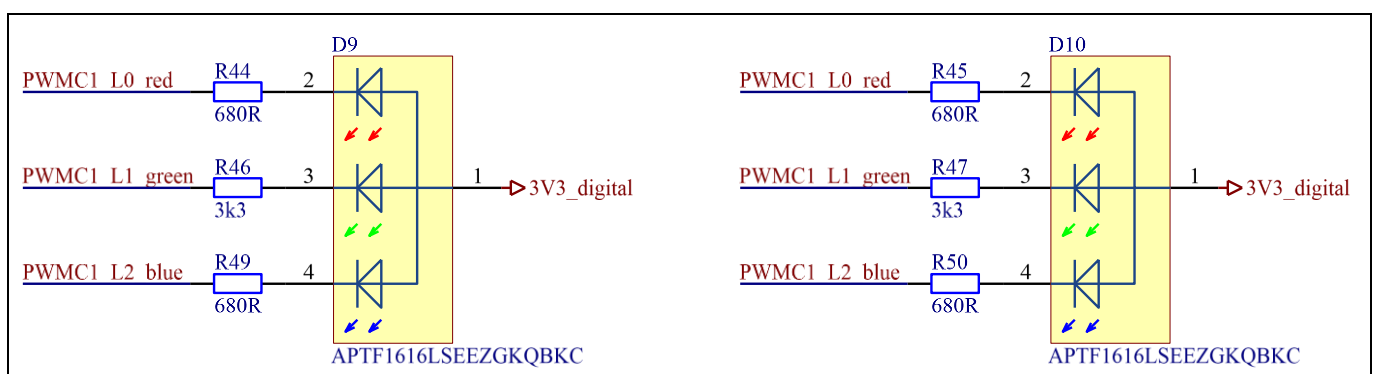 D9
PWMC1_L0_red R44 2
680R
PWMC1_L1_green R46 3 1 3V3_digital
3k3
PWMC1_L2_blue R49 4
680R
APTF1616LSEEZGKQBKC
D10
PWMC1_L0_red R45 2
680R
PWMC1_L1_green R47 3 1 3V3_digital
3k3
PWMC1_L2_blue R50 4
680R
APTF1616LSEEZGKQBKC